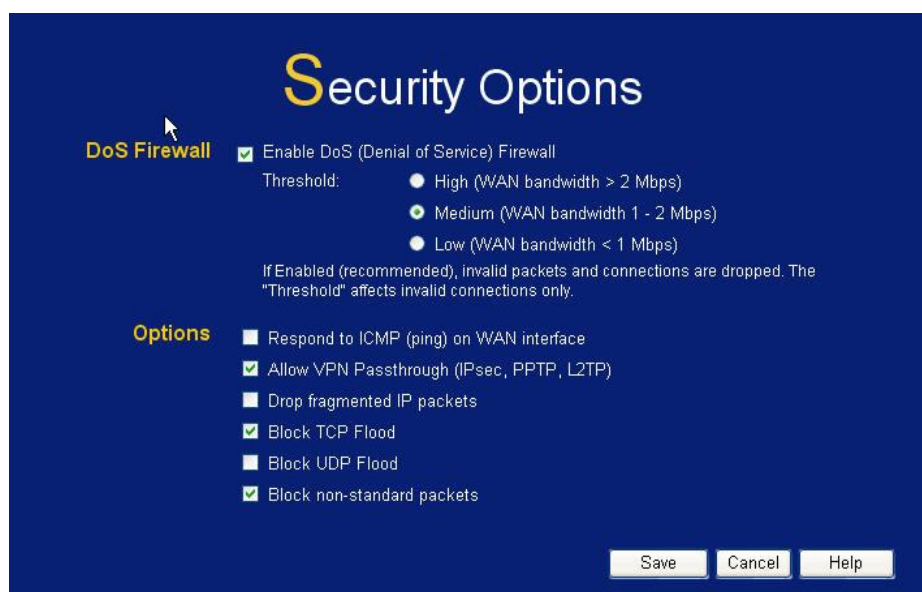 Security Options
DoS Firewall
Enable DoS (Denial of Service) Firewall
Threshold:
High (WAN bandwidth > 2 Mbps)
Medium (WAN bandwidth 1 - 2 Mbps)
Low (WAN bandwidth < 1 Mbps)
If Enabled (recommended), invalid packets and connections are dropped. The
"Threshold" affects invalid connections only.
Options
Respond to ICMP (ping) on WAN interface
Allow VPN Passthrough (IPsec, PPTP, L2TP)
Drop fragmented IP packets
Block TCP Flood
Block UDP Flood
Block non-standard packets
Save
Cancel
Help